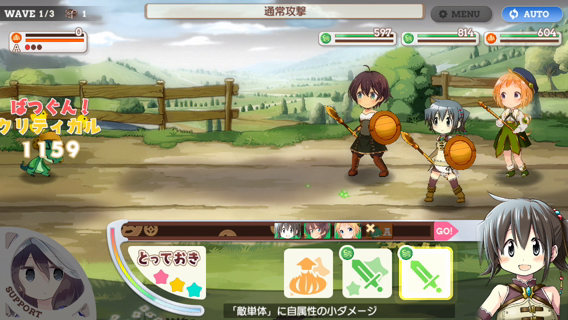 WAVE 1/3
1
通常攻撃
MENU
AUTO
0
A
597
814
604
ばつぐん!
クリティカル
1159
GO!
とっておき
SUPPORT
「敵単体」に自属性の小ダメージ